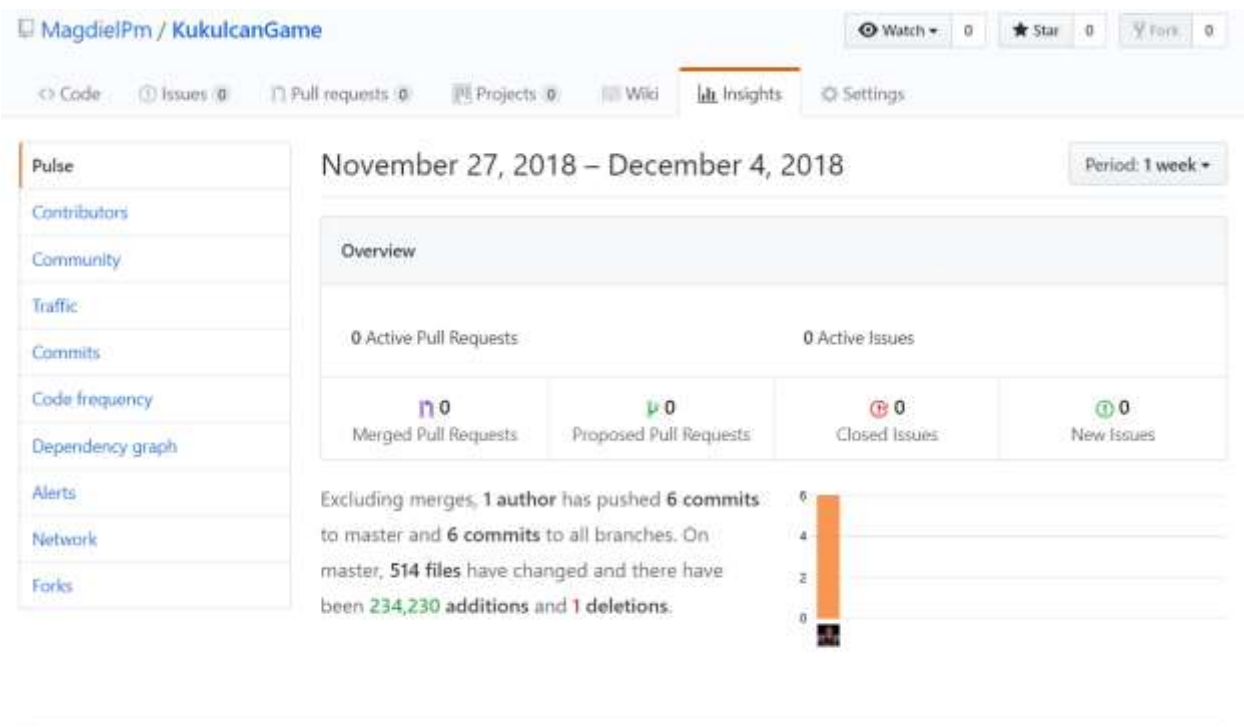 MagdielPm / KukulcanGame
Watch 0 Star 0 Fork 0
Code Issues 0 Pull requests 0 Projects 0 Wiki Insights Settings
Pulse
Contributors
Community
Traffic
Commits
Code frequency
Dependency graph
Alerts
Network
Forks
November 27, 2018 – December 4, 2018
Period: 1 week
Overview
0 Active Pull Requests
0 Active Issues
0
Merged Pull Requests
0
Proposed Pull Requests
0
Closed Issues
0
New Issues
Excluding merges, 1 author has pushed 6 commits
to master and 6 commits to all branches. On
master, 514 files have changed and there have
been 234,230 additions and 1 deletions.
6
4
2
0